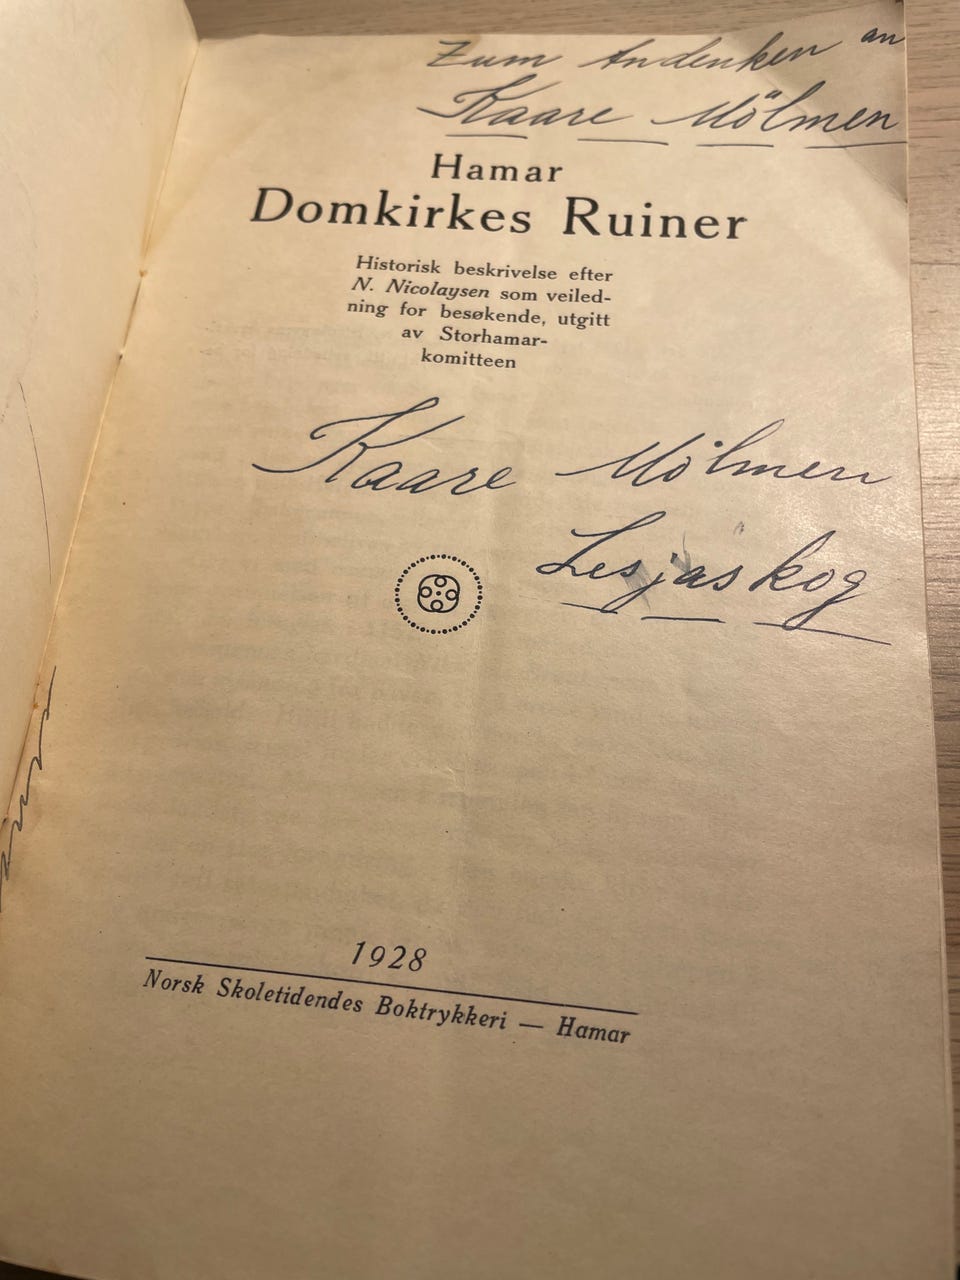 Zum Andenken an
Kaare Mölmen
Hamar
Domkirkes Ruiner
Historisk beskrivelse efter
N. Nicolaysen som veiled-
ning for besøkende, utgitt
av Storhamar-
komitteen
Kaare Mölmen
Lesjaskog
1928
Norsk Skoletidendes Boktrykkeri — Hamar